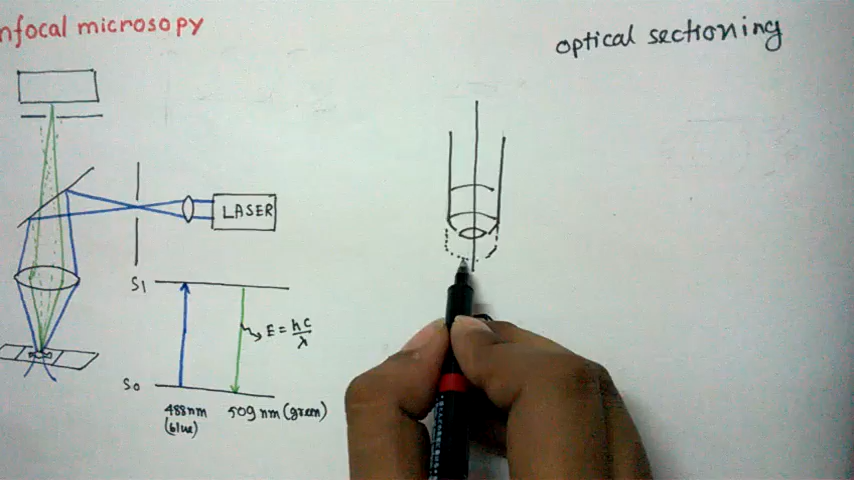 nfocal microsopy
optical sectioning
LASER
S1
E = hc/λ
S0
488nm
(blue)
509 nm (green)